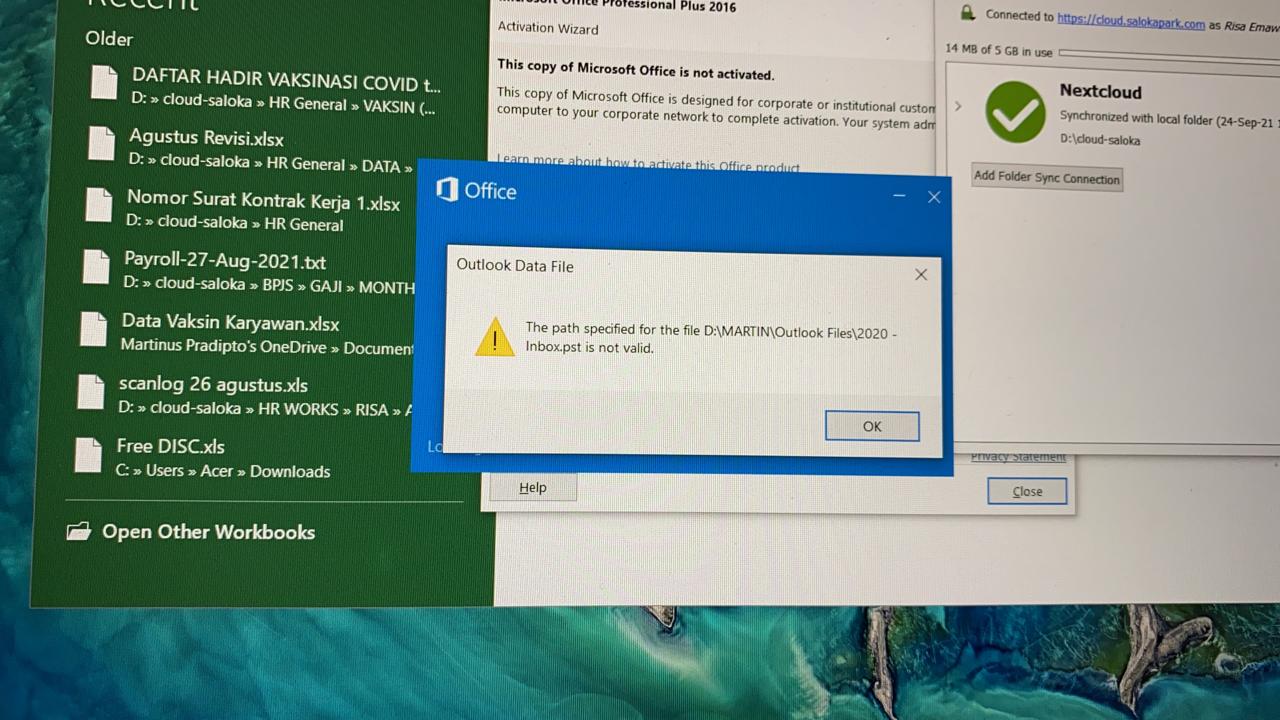 Recent
Older
DAFTAR HADIR VAKSINASI COVID t...
D: » cloud-saloka » HR General » VAKSIN (...
Agustus Revisi.xlsx
D: » cloud-saloka » HR General » DATA »
Nomor Surat Kontrak Kerja 1.xlsx
D: » cloud-saloka » HR General
Payroll-27-Aug-2021.txt
D: » cloud-saloka » BPJS » GAJI » MONTH
Data Vaksin Karyawan.xlsx
Martinus Pradipto's OneDrive » Document
scanlog 26 agustus.xls
D: » cloud-saloka » HR WORKS » RISA » A
Free DISC.xls
C: » Users » Acer » Downloads
Open Other Workbooks
Microsoft Office Professional Plus 2016
Activation Wizard
This copy of Microsoft Office is not activated.
This copy of Microsoft Office is designed for corporate or institutional custom
computer to your corporate network to complete activation. Your system adm
Learn more about how to activate this Office product
Office
Outlook Data File
The path specified for the file D:\MARTIN\Outlook Files\2020 -
Inbox.pst is not valid.
OK
Lo
Privacy Statement
Help
Close
Connected to https://cloud.salokapark.com as Risa Emaw
14 MB of 5 GB in use
Nextcloud
Synchronized with local folder (24-Sep-21 1
D:\cloud-saloka
Add Folder Sync Connection